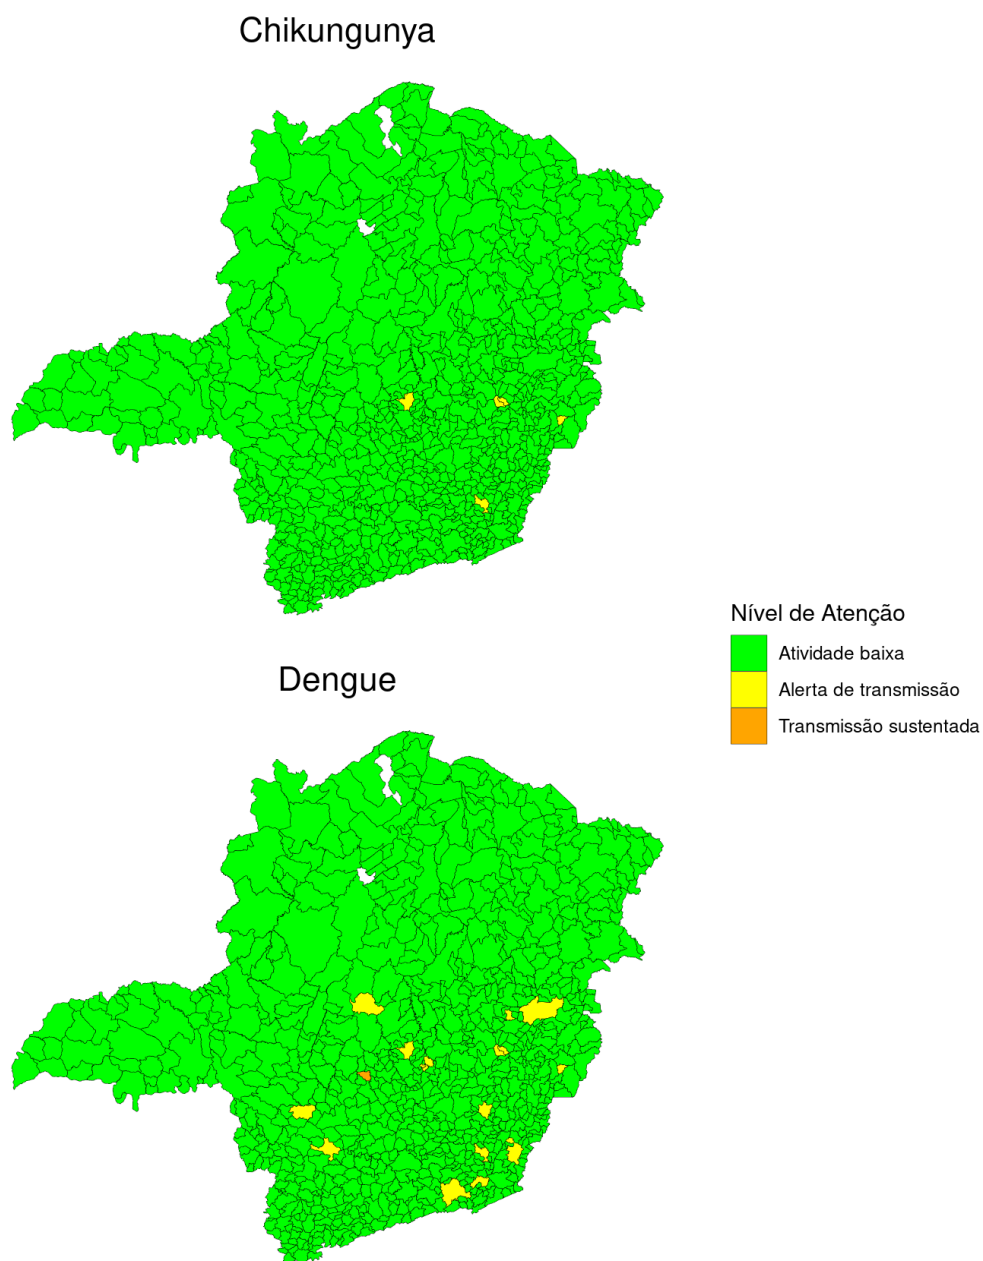 Chikungunya
Nível de Atenção
Atividade baixa
Alerta de transmissão
Transmissão sustentada
Dengue